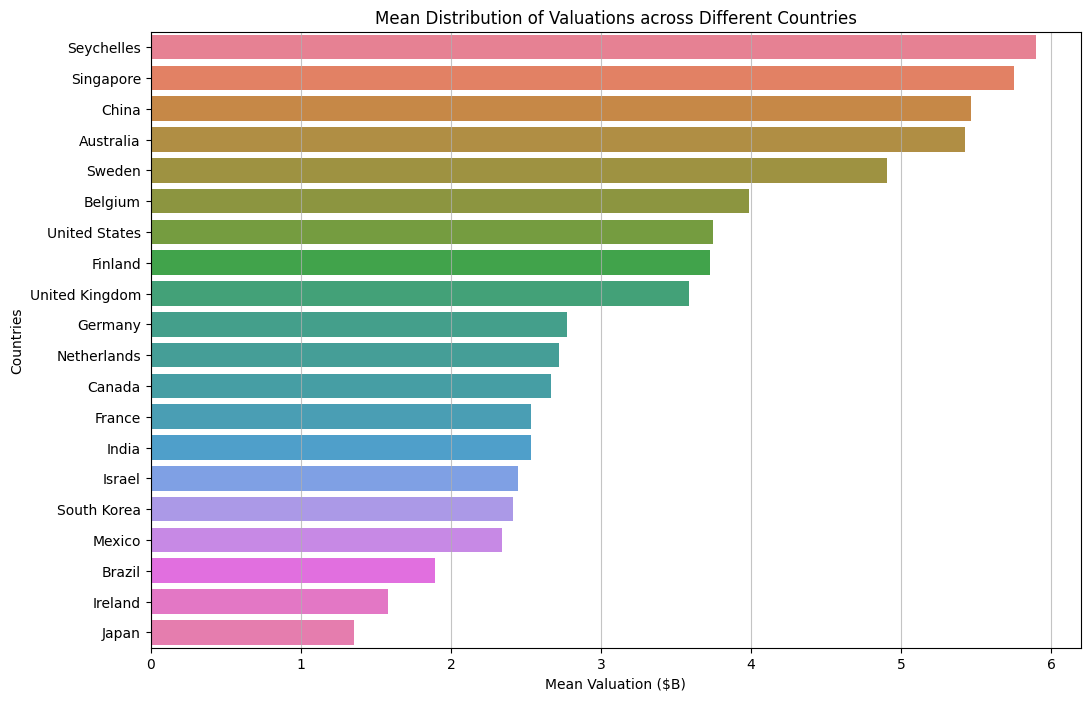 Mean Distribution of Valuations across Different Countries
Countries
Seychelles
Singapore
China
Australia
Sweden
Belgium
United States
Finland
United Kingdom
Germany
Netherlands
Canada
France
India
Israel
South Korea
Mexico
Brazil
Ireland
Japan
0 1 2 3 4 5 6
Mean Valuation ($B)